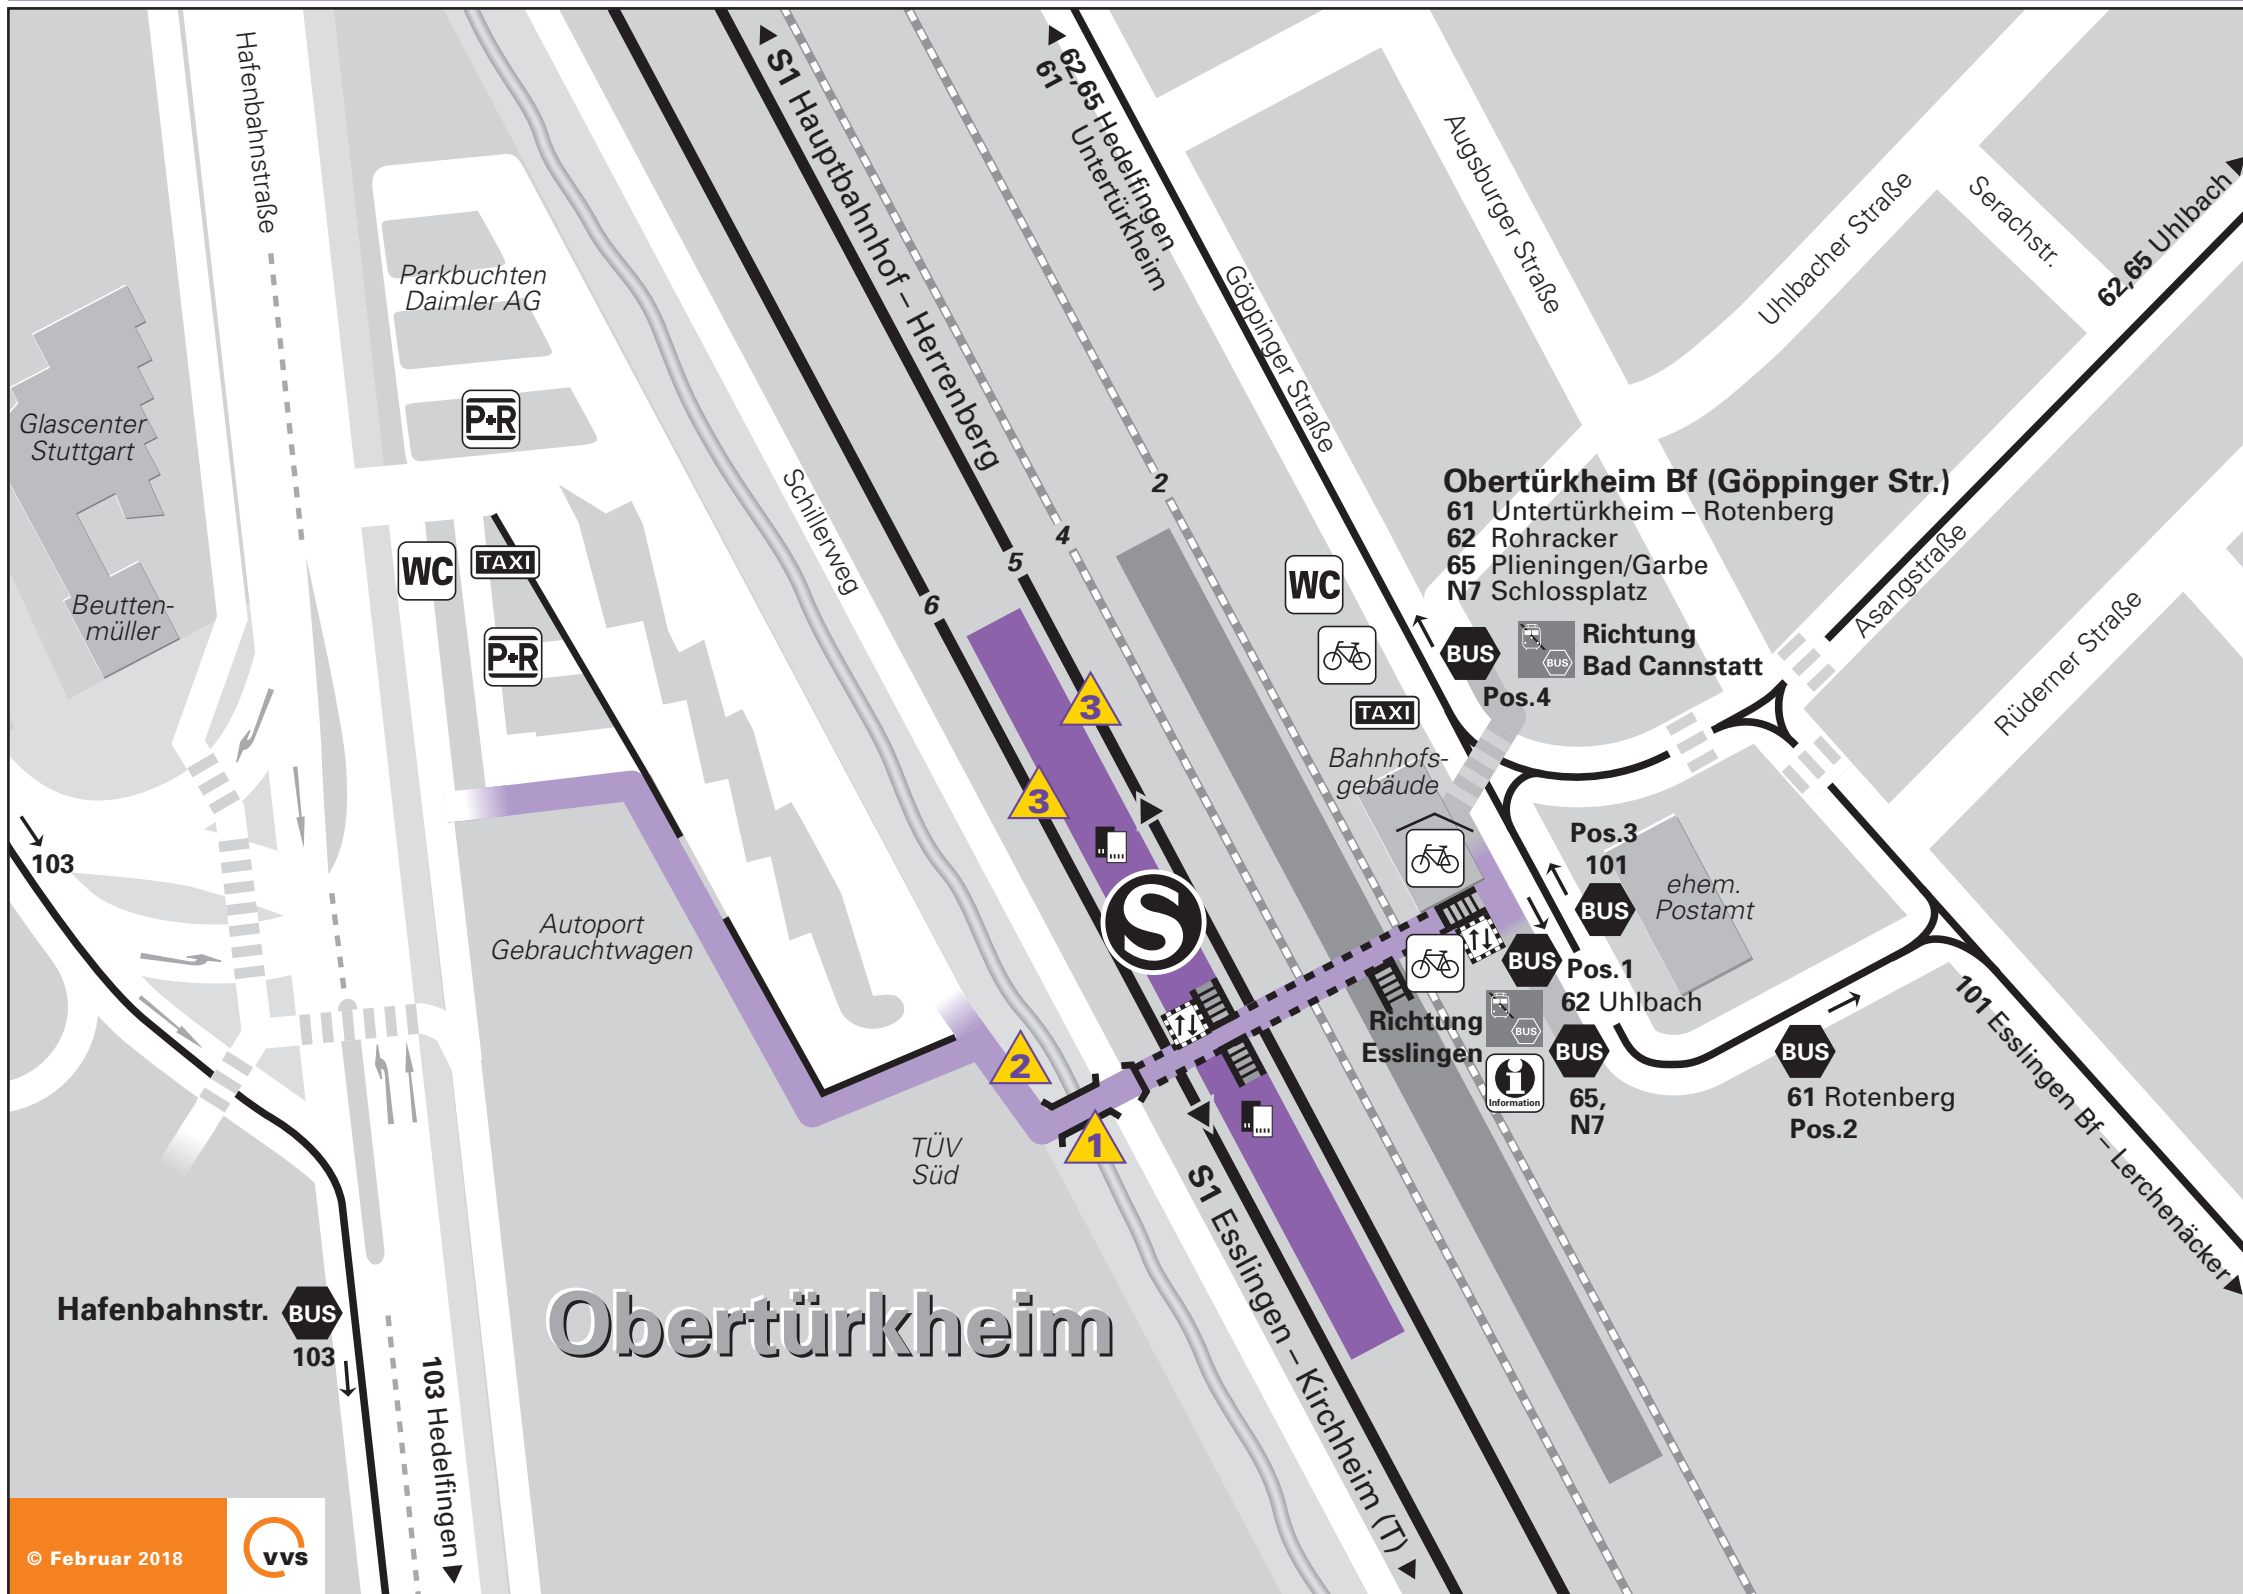 Hafenbahnstraße
S1 Hauptbahnhof – Herrenberg
62,65 Hedelfingen
61 Untertürkheim
Göppinger Straße
Augsburger Straße
Uhlbacher Straße
Serachstr.
62,65 Uhlbach
Parkbuchten
Daimler AG
P+R
Glascenter
Stuttgart
Schillerweg
2
4
5
6
Obertürkheim Bf (Göppinger Str.)
61 Untertürkheim – Rotenberg
62 Rohracker
65 Plieningen/Garbe
N7 Schlossplatz
Asangstraße
Rüderner Straße
WC
TAXI
P+R
Beutten-
müller
WC
TAXI
BUS
BUS
Richtung
Bad Cannstatt
Pos.4
3
3
Bahnhofs-
gebäude
103
Pos.3
101
BUS
ehem.
Postamt
Autoport
Gebrauchtwagen
S
BUS
Pos.1
62 Uhlbach
Richtung
Esslingen
BUS
BUS
65,
N7
i
Information
BUS
61 Rotenberg
Pos.2
101 Esslingen Bf – Lerchenäcker
2
1
TÜV
Süd
S1 Esslingen – Kirchheim (T)
Hafenbahnstr.
BUS
103
103 Hedelfingen
Obertürkheim
© Februar 2018
vvs